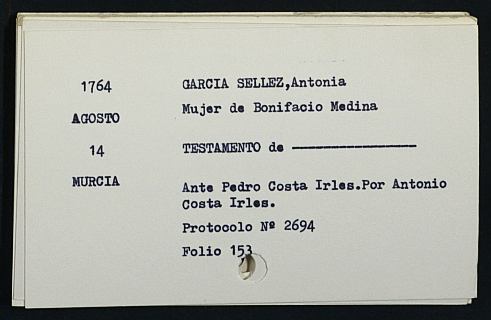 1764
GARCIA SELLEZ,Antonia
AGOSTO
Mujer de Bonifacio Medina
14
TESTAMENTO de ------------------
MURCIA
Ante Pedro Costa Irles.Por Antonio
Costa Irles.
Protocolo Nº 2694
Folio 153